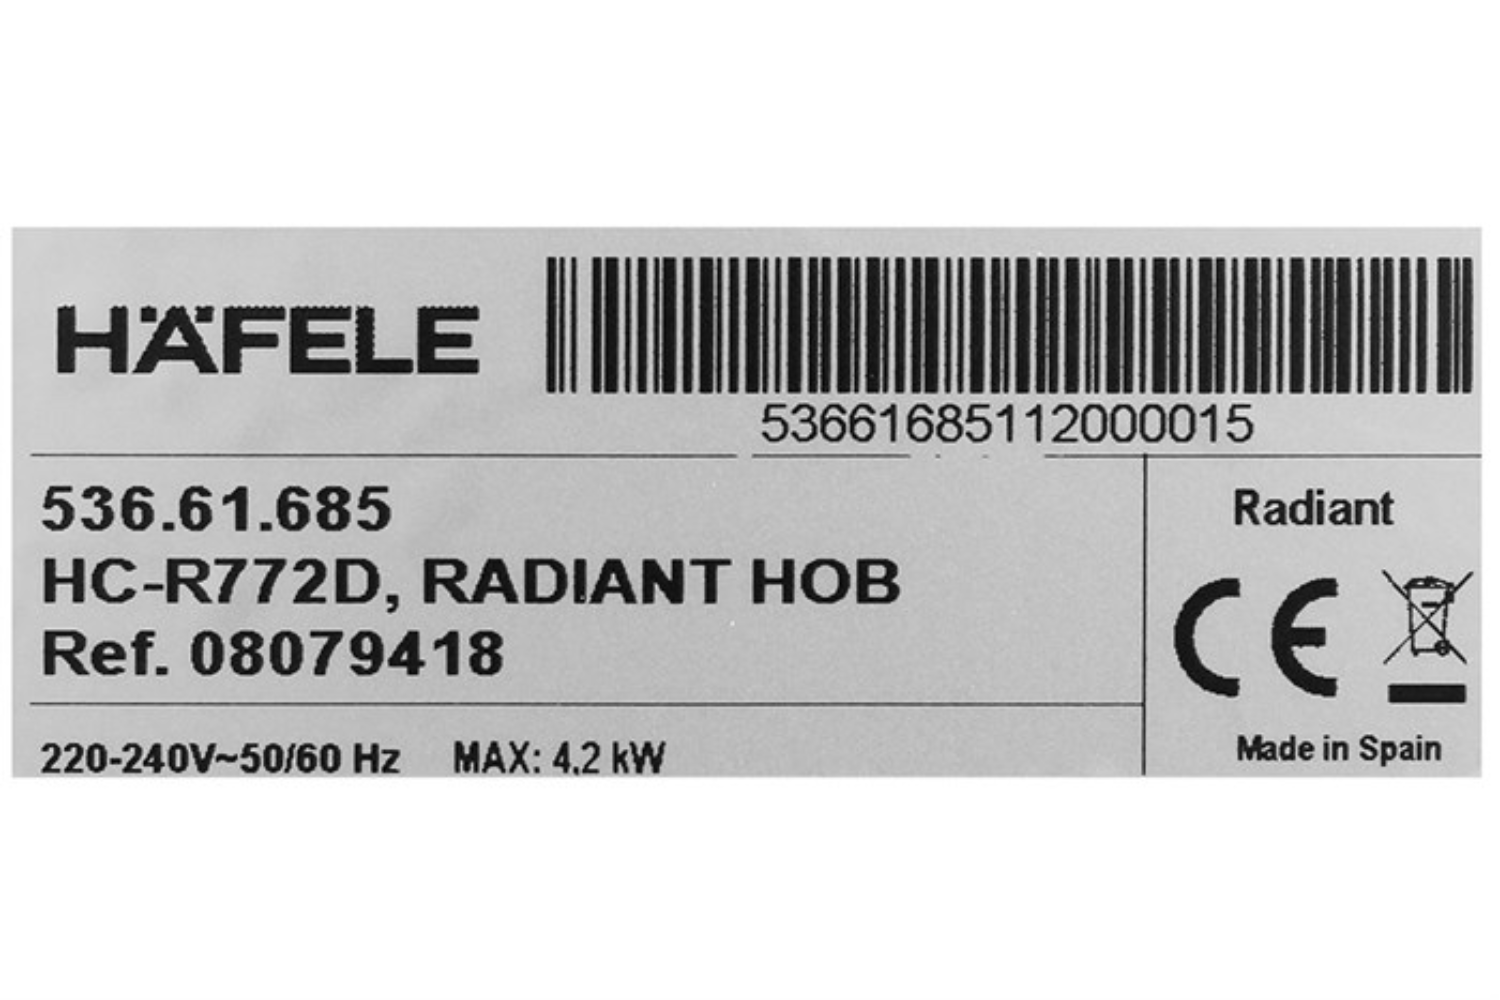 HÄFELE
53661685112000015
536.61.685
HC-R772D, RADIANT HOB
Ref. 08079418
220-240V~50/60 Hz MAX: 4,2 kW
Radiant
CE
Made in Spain